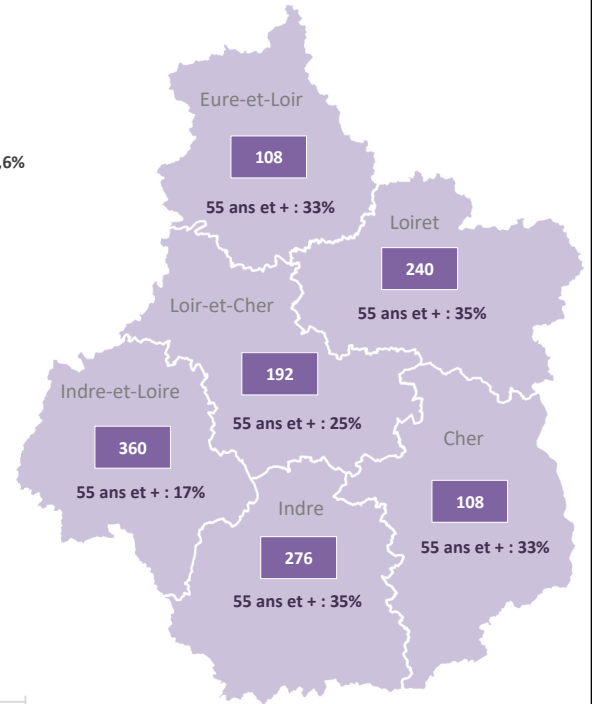 Eure-et-Loir
108
,6%
55 ans et + : 33%
Loiret
240
55 ans et + : 35%
Loir-et-Cher
192
55 ans et + : 25%
Indre-et-Loire
360
55 ans et + : 17%
Cher
108
55 ans et + : 33%
Indre
276
55 ans et + : 35%